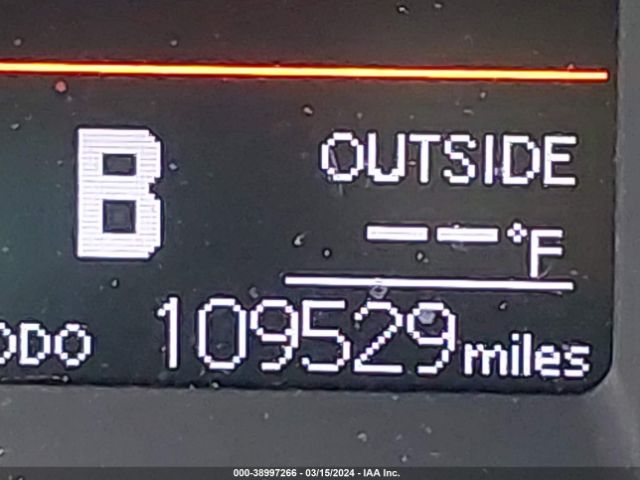 B
OUTSIDE
-- °F
ODO 109529 miles
000-38997266 - 03/15/2024 - IAA Inc.